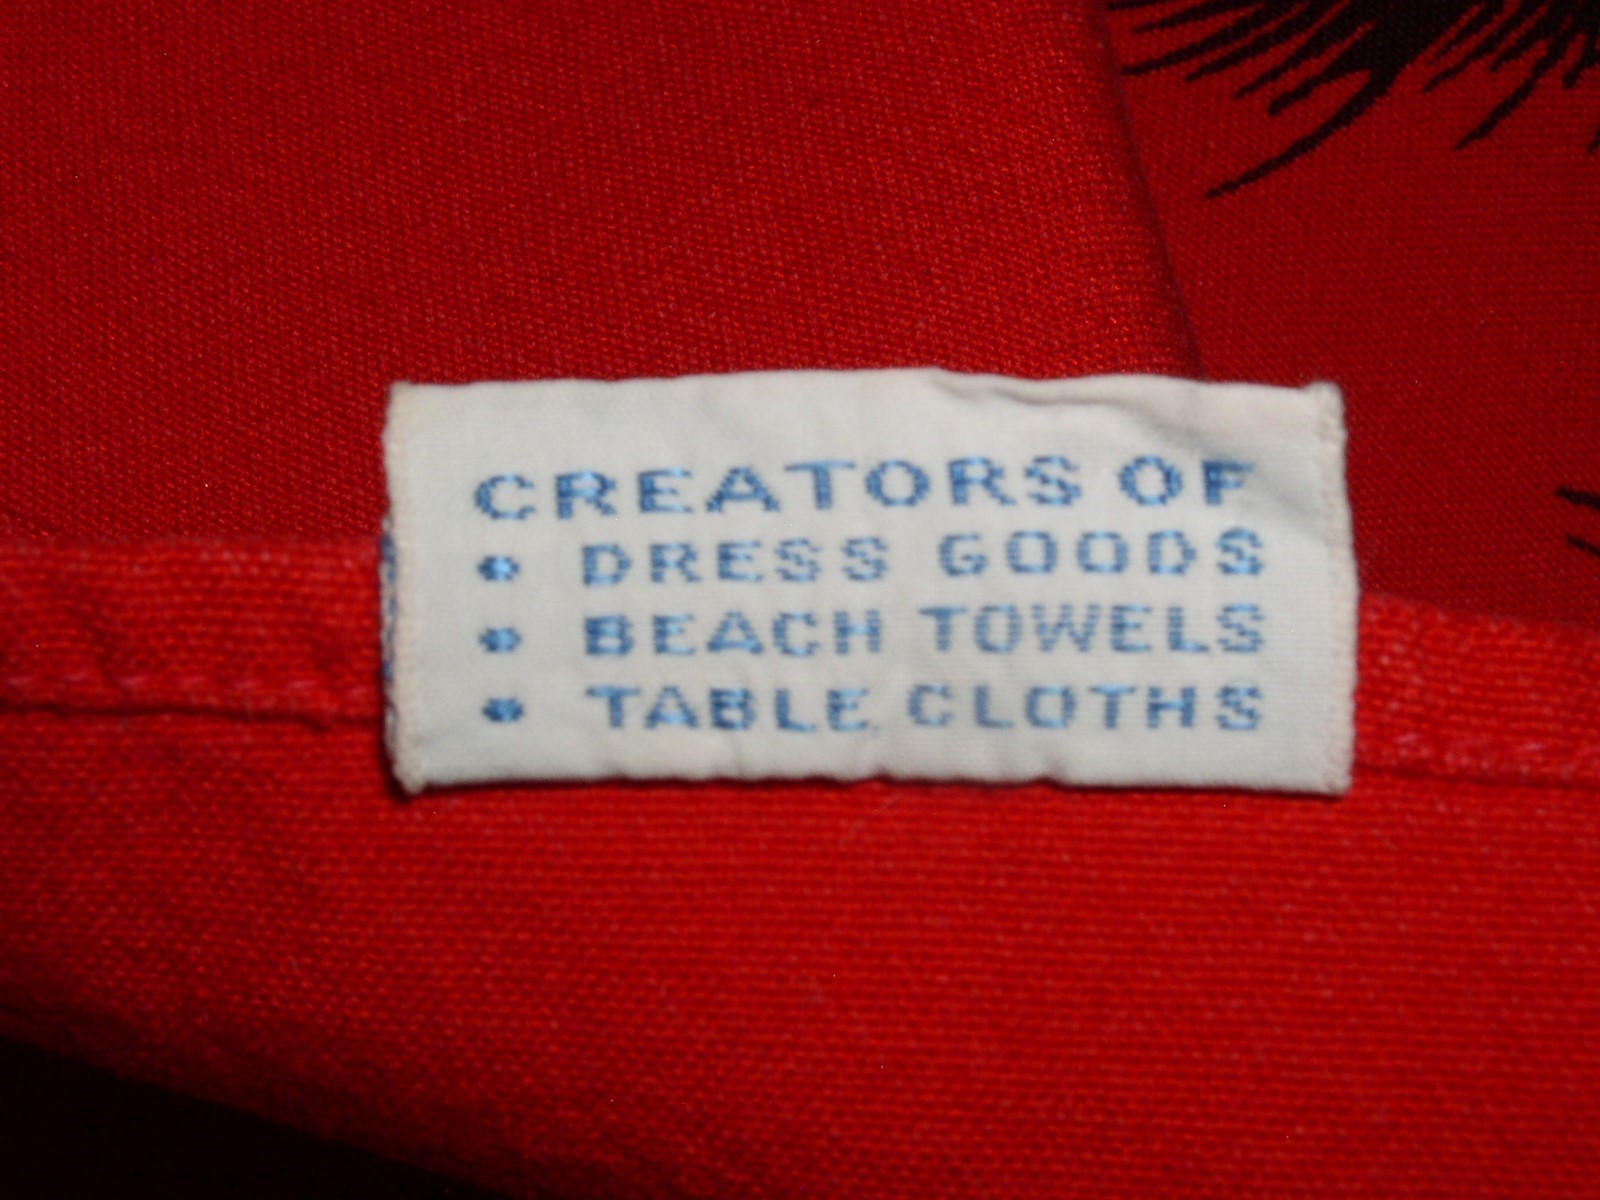 CREATORS OF
• DRESS GOODS
• BEACH TOWELS
• TABLE CLOTHS